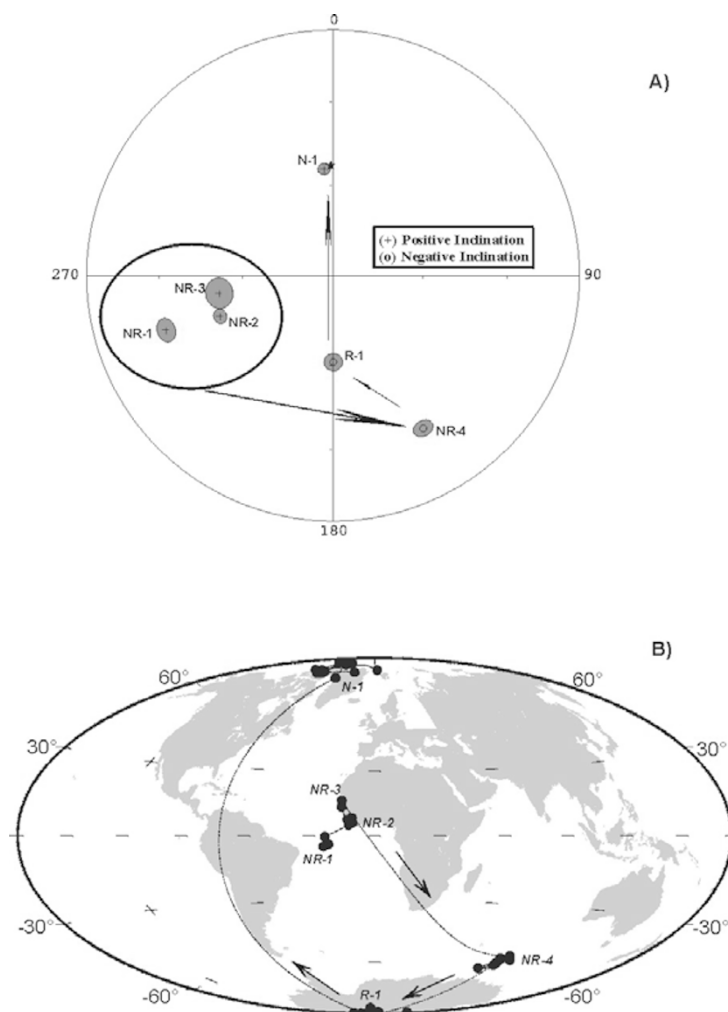 0
A)
N-1
(+) Positive Inclination
(o) Negative Inclination
270
90
NR-3
NR-2
NR-1
R-1
NR-4
180
B)
60°
60°
N-1
30°
30°
NR-3
NR-2
NR-1
-30°
-30°
NR-4
-60°
-60°
R-1